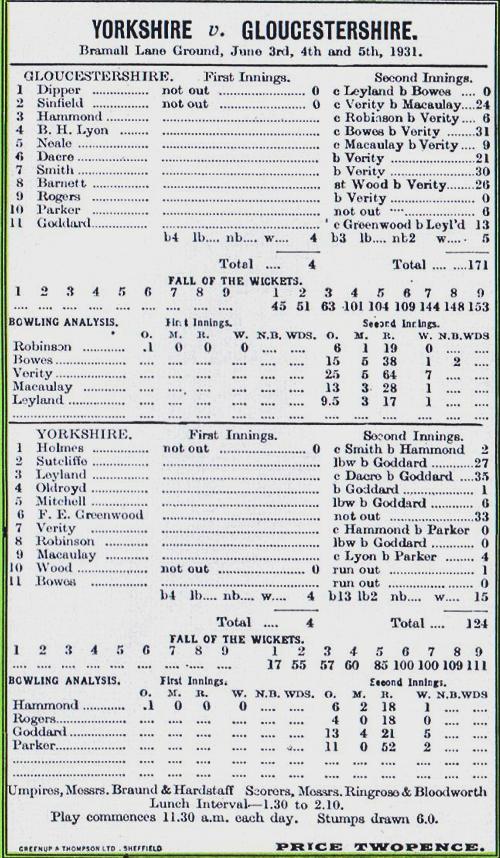 YORKSHIRE v. GLOUCESTERSHIRE.
Bramall Lane Ground, June 3rd, 4th and 5th, 1931.
GLOUCESTERSHIRE. First Innings. Second Innings.
1 Dipper .................. not out .................... 0 c Leyland b Bowes .... 0
2 Sinfield .................. not out .................... 0 c Verity b Macaulay...24
3 Hammond .................. c Robinson b Verity .... 6
4 B. H. Lyon ...... c Bowes b Verity .... 31
5 Neale .................. c Macaulay b Verity.... 9
6 Dacre .................. b Verity .................. 21
7 Smith .................. b Verity .................. 30
8 Barnett .................. st Wood b Verity......26
9 Rogers .................. b Verity .................. 0
10 Parker .................. not out .... 6
11 Goddard.................. c Greenwood b Leyl'd 13
b4 lb.... nb.... w.... 4 b3 lb.... nb2 w.... 5
Total .... 4 Total .... ....171
FALL OF THE WICKETS.
1 2 3 4 5 6 7 8 9 1 2 3 4 5 6 7 8 9
.... .... .... .... .... .... .... .... .... 45 51 63 101 104 109 144 148 153
BOWLING ANALYSIS. First Innings. Second Innings.
O. M. R. W. N.B. WDS. O. M. R. W. N.B.WDS
Robinson .................. .1 0 0 0 .... .... 6 1 19 0 .... ....
Bowes.................. .... .... .... .... .... .... 15 5 38 1 2 ....
Verity.................. .... .... .... .... .... .... 25 5 64 7 .... ....
Macaulay .................. .... .... .... .... .... .... 13 3 28 1 .... ....
Leyland.................. .... .... .... .... .... .... 9.5 3 17 1 .... ....
YORKSHIRE. First Innings. Second Innings.
1 Holmes .................. not out .................... 0 c Smith b Hammond 2
2 Sutcliffe .................. lbw b Goddard ........27
3 Leyland .................. c Dacre b Goddard....35
4 Oldroyd .................. b Goddard ............ 1
5 Mitchell .................. lbw b Goddard ........ 6
6 F. E. Greenwood not out ..................33
7 Verity .................. c Hammond b Parker 0
8 Robinson .................. lbw b Goddard ........ 0
9 Macaulay .................. c Lyon b Parker ...... 4
10 Wood .................. not out .................... 0 run out .................. 1
11 Bowes.................. run out .................. 0
b4 lb.... nb.... w.... 4 b13 lb2 nb.... w.... 15
Total .... 4 Total .... 124
FALL OF THE WICKETS.
1 2 3 4 5 6 7 8 9 1 2 3 4 5 6 7 8 9
.... .... .... .... .... .... .... .... .... 17 55 57 60 85 100 100 109 111
BOWLING ANALYSIS. First Innings. Second Innings.
O. M. R. W. N.B. WDS. O. M. R. W. N.B.WDS
Hammond .................. .1 0 0 0 .... .... 6 2 18 1 .... ....
Rogers.................. .... .... .... .... .... .... 4 0 18 0 .... ....
Goddard.................. .... .... .... .... .... .... 13 4 21 5 .... ....
Parker.................. .... .... .... .... .... .... 11 0 52 2 .... ....
Umpires, Messrs. Braund & Hardstaff Scorers, Messrs. Ringrose & Bloodworth
Lunch Interval—1.30 to 2.10.
Play commences 11.30 a.m. each day. Stumps drawn 6.0.
GREENUP & THOMPSON LTD . SHEFFIELD PRICE TWOPENCE.